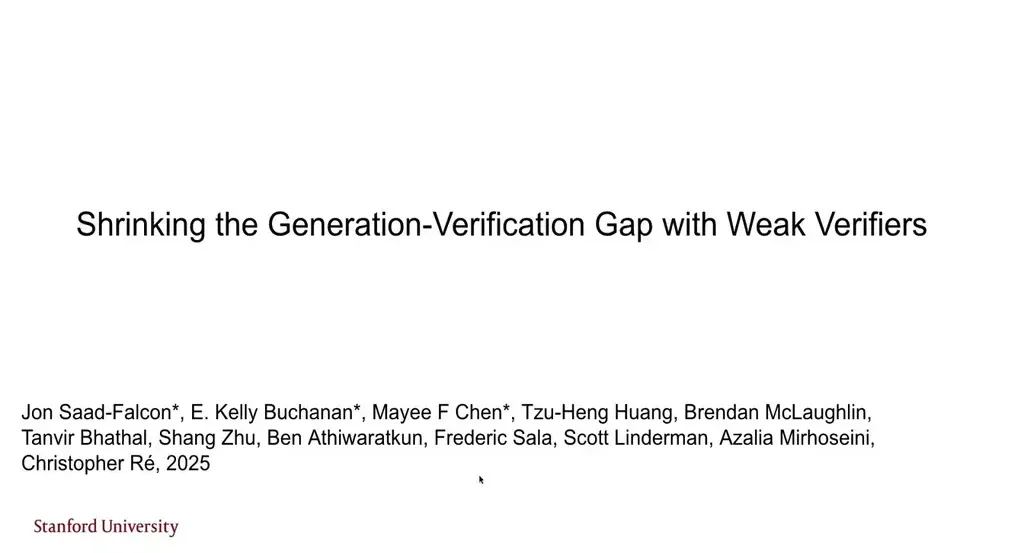 Shrinking the Generation-Verification Gap with Weak Verifiers
Jon Saad-Falcon*, E. Kelly Buchanan*, Mayee F Chen*, Tzu-Heng Huang, Brendan McLaughlin,
Tanvir Bhathal, Shang Zhu, Ben Athiwaratkun, Frederic Sala, Scott Linderman, Azalia Mirhoseini,
Christopher Ré, 2025
Stanford University